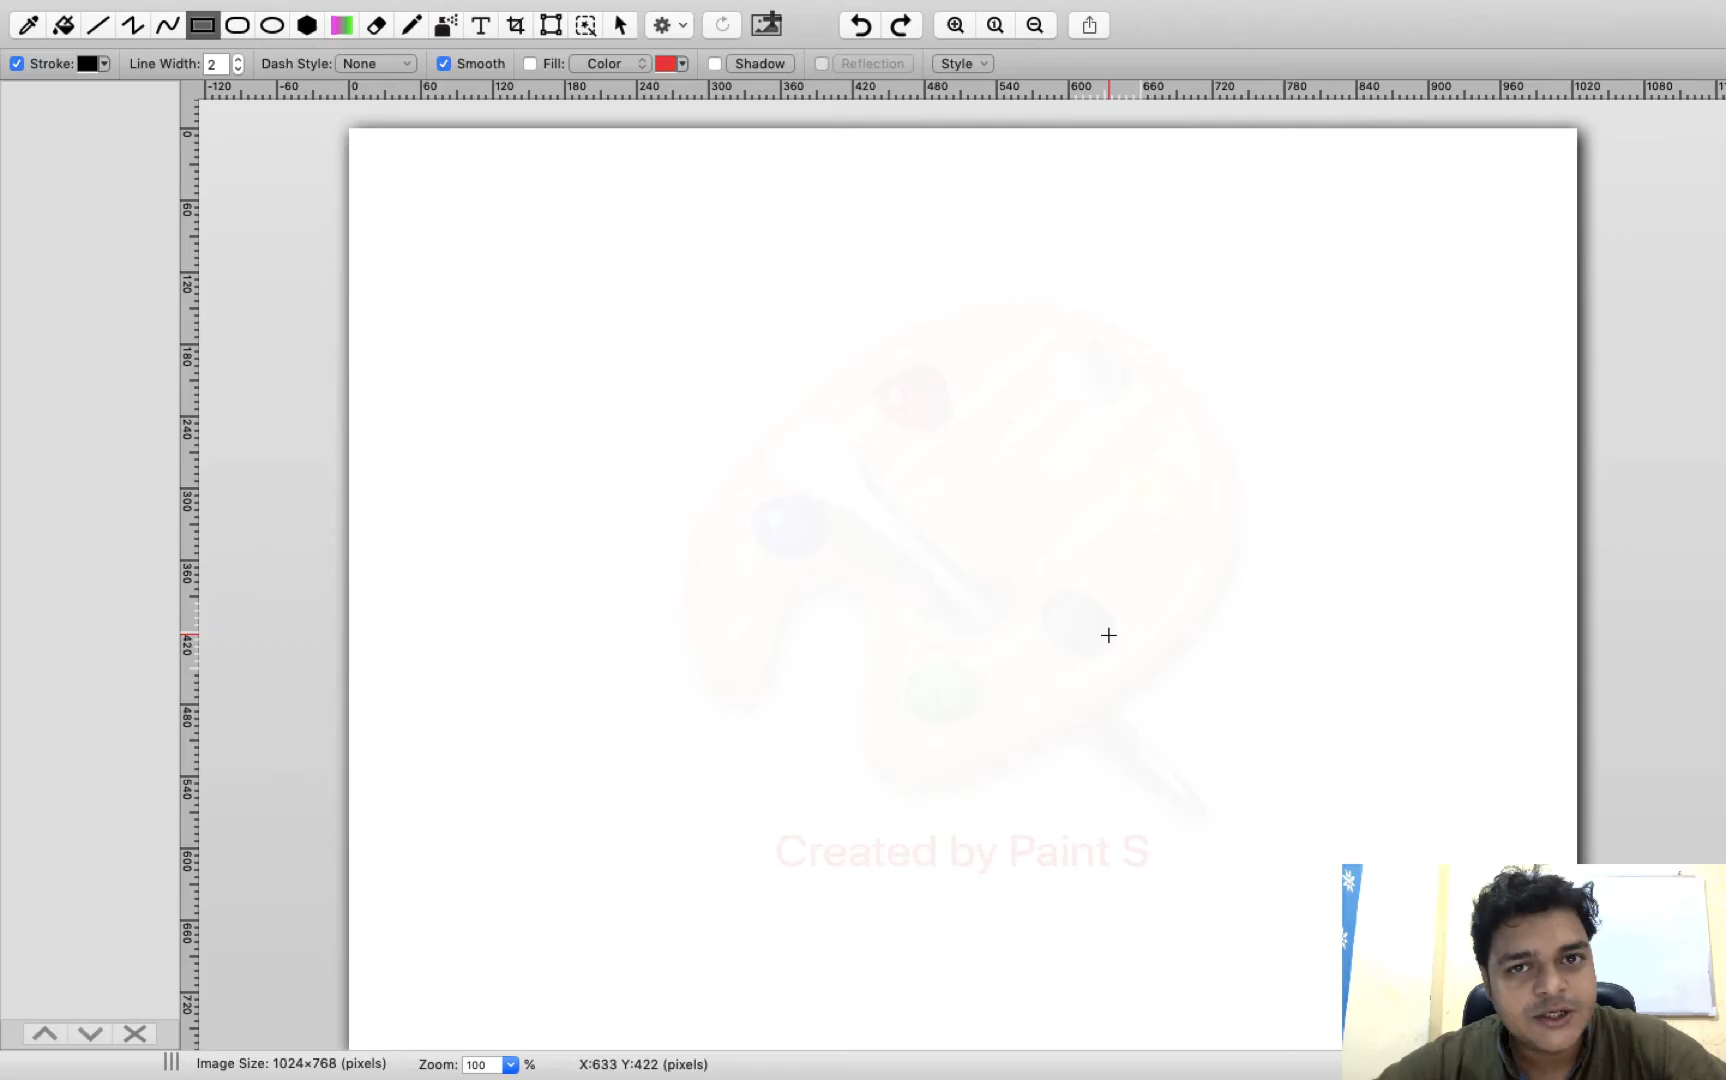 T
1
Stroke: Line Width: 2 Dash Style: None Smooth Fill: Color Shadow Reflection Style
-120 -60 0 60 120 180 240 300 360 420 480 540 600 660 720 780 840 900 960 1020 1080
0
60
120
180
240
300
360
420
480
540
600
660
720
Created by Paint S
Image Size: 1024×768 (pixels) Zoom: 100 % X:633 Y:422 (pixels)